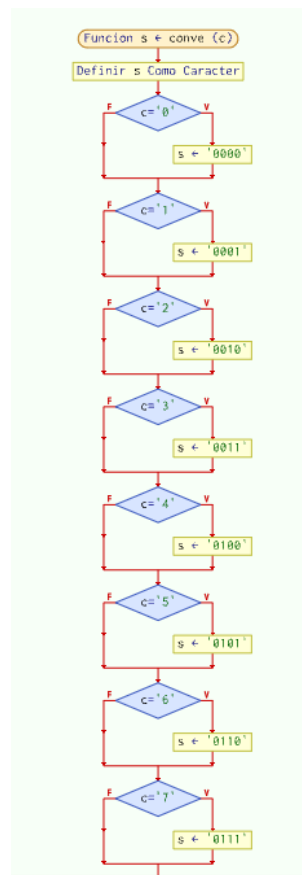 Funcion s ← conve (c)
Definir s Como Caracter
F
c='0'
V
s ← '0000'
F
c='1'
V
s ← '0001'
F
c='2'
V
s ← '0010'
F
c='3'
V
s ← '0011'
F
c='4'
V
s ← '0100'
F
c='5'
V
s ← '0101'
F
c='6'
V
s ← '0110'
F
c='7'
V
s ← '0111'